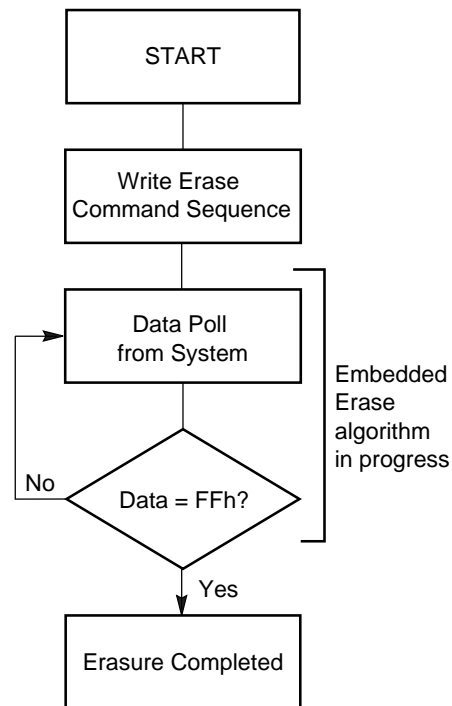 START
Write Erase
Command Sequence
Data Poll
from System
Embedded
Erase
algorithm
in progress
No
Data = FFh?
Yes
Erasure Completed